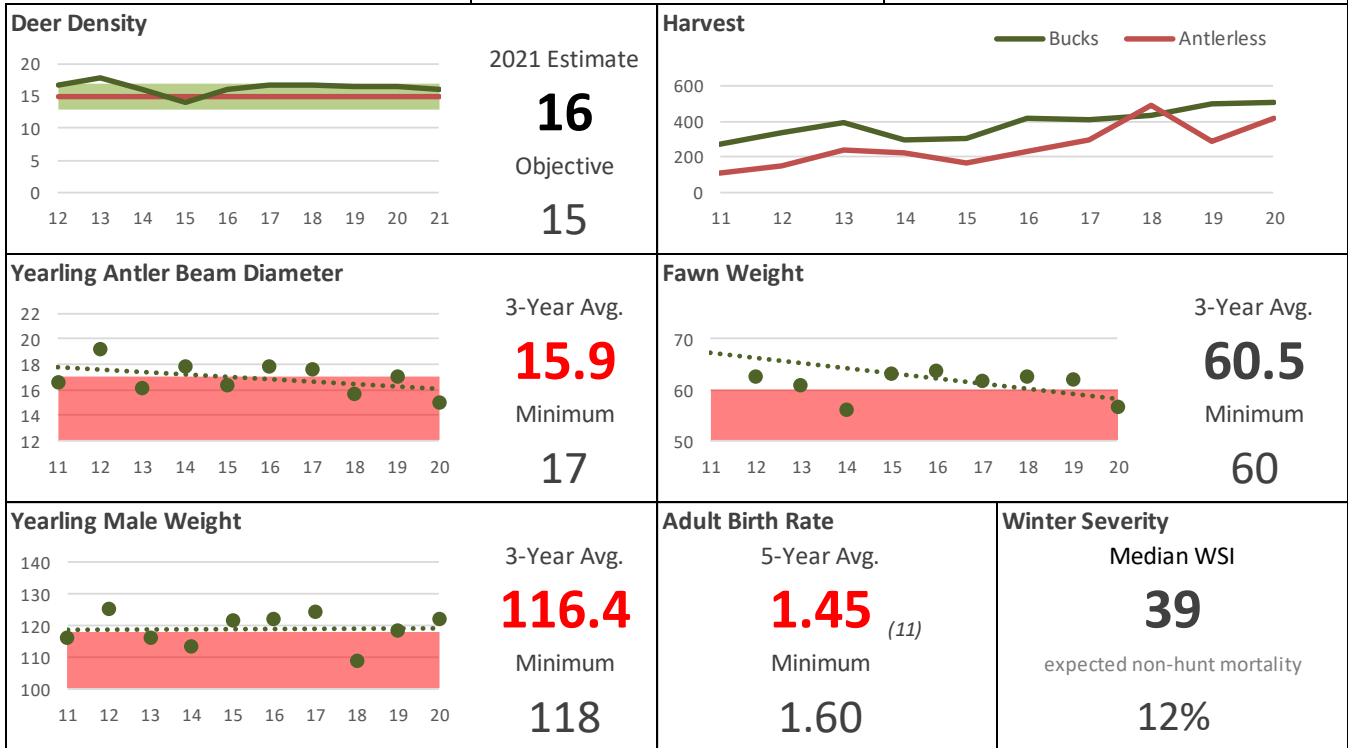 Deer Density
20
15
10
5
0
12 13 14 15 16 17 18 19 20 21
2021 Estimate
16
Objective
15
Harvest
Bucks Antlerless
600
400
200
0
11 12 13 14 15 16 17 18 19 20
Yearling Antler Beam Diameter
22
20
18
16
14
12
11 12 13 14 15 16 17 18 19 20
3-Year Avg.
15.9
Minimum
17
Fawn Weight
70
60
50
11 12 13 14 15 16 17 18 19 20
3-Year Avg.
60.5
Minimum
60
Yearling Male Weight
140
130
120
110
100
11 12 13 14 15 16 17 18 19 20
3-Year Avg.
116.4
Minimum
118
Adult Birth Rate
5-Year Avg.
1.45 (11)
Minimum
1.60
Winter Severity
Median WSI
39
expected non-hunt mortality
12%